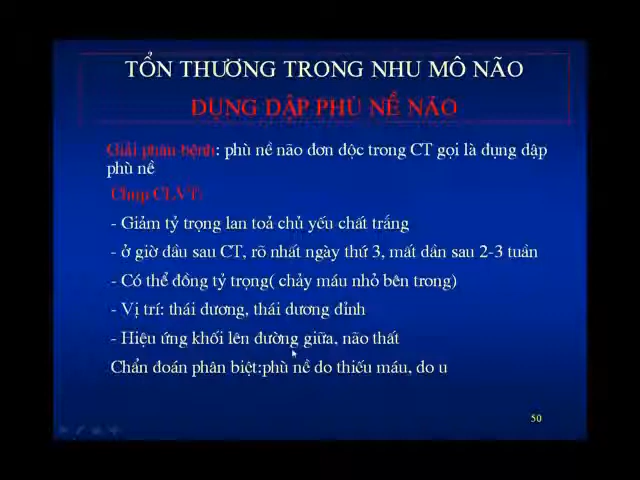 TỔN THƯƠNG TRONG NHU MÔ NÃO
ĐỤNG DẬP PHÙ NỀ NÃO
Giải phẫu bệnh: phù nề não đơn độc trong CT gọi là đụng dập
phù nề
Chụp CLVT:
- Giảm tỷ trọng lan toả chủ yếu chất trắng
- ở giờ đầu sau CT, rõ nhất ngày thứ 3, mất dần sau 2-3 tuần
- Có thể đồng tỷ trọng( chảy máu nhỏ bên trong)
- Vị trí: thái dương, thái dương đỉnh
- Hiệu ứng khối lên đường giữa, não thất
Chẩn đoán phân biệt:phù nề do thiếu máu, do u
50